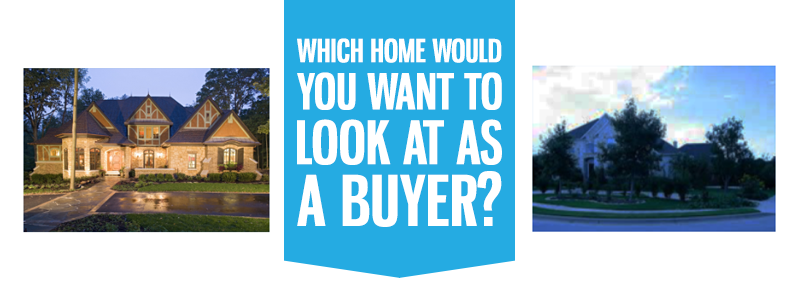 WHICH HOME WOULD
YOU WANT TO
LOOK AT AS
A BUYER?